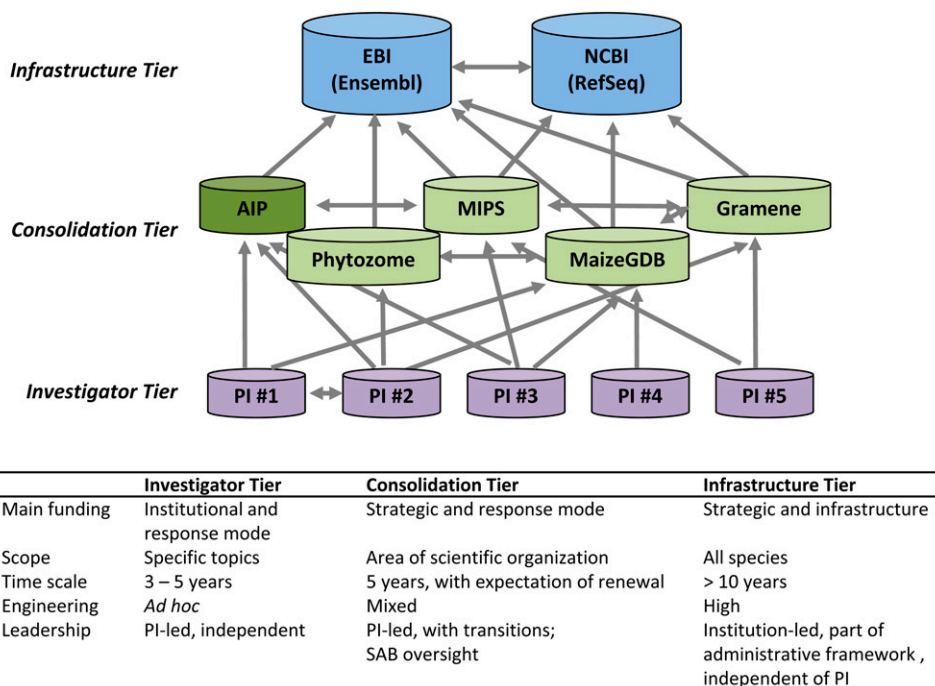 Infrastructure Tier
EBI
(Ensembl)
NCBI
(RefSeq)
Consolidation Tier
AIP
MIPS
Gramene
Phytozome
MaizeGDB
Investigator Tier
PI #1
PI #2
PI #3
PI #4
PI #5
Investigator Tier Consolidation Tier Infrastructure Tier
Main funding Institutional and Strategic and response mode Strategic and infrastructure
response mode
Scope Specific topics Area of scientific organization All species
Time scale 3 – 5 years 5 years, with expectation of renewal > 10 years
Engineering Ad hoc Mixed High
Leadership PI-led, independent PI-led, with transitions; Institution-led, part of
SAB oversight administrative framework ,
independent of PI